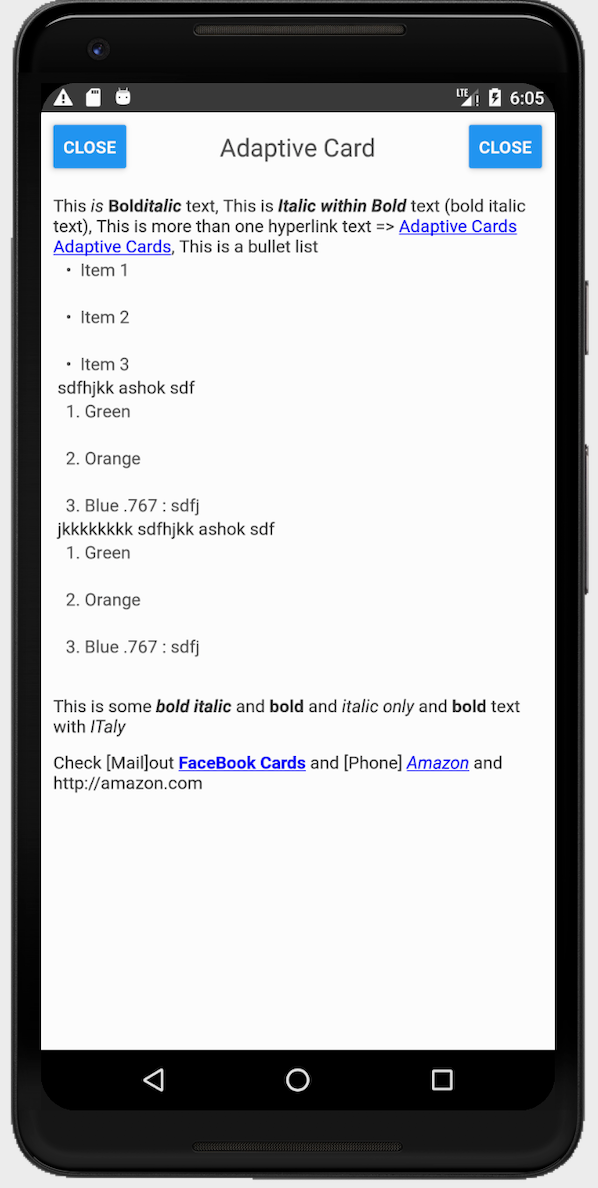 LTE 6:05
CLOSE Adaptive Card CLOSE
This is Bolditalic text, This is Italic within Bold text (bold italic
text), This is more than one hyperlink text => Adaptive Cards
Adaptive Cards, This is a bullet list
• Item 1
• Item 2
• Item 3
sdfhjkk ashok sdf
1. Green
2. Orange
3. Blue .767 : sdfj
jkkkkkkkk sdfhjkk ashok sdf
1. Green
2. Orange
3. Blue .767 : sdfj
This is some bold italic and bold and italic only and bold text
with ITaly
Check [Mail]out FaceBook Cards and [Phone] Amazon and
http://amazon.com